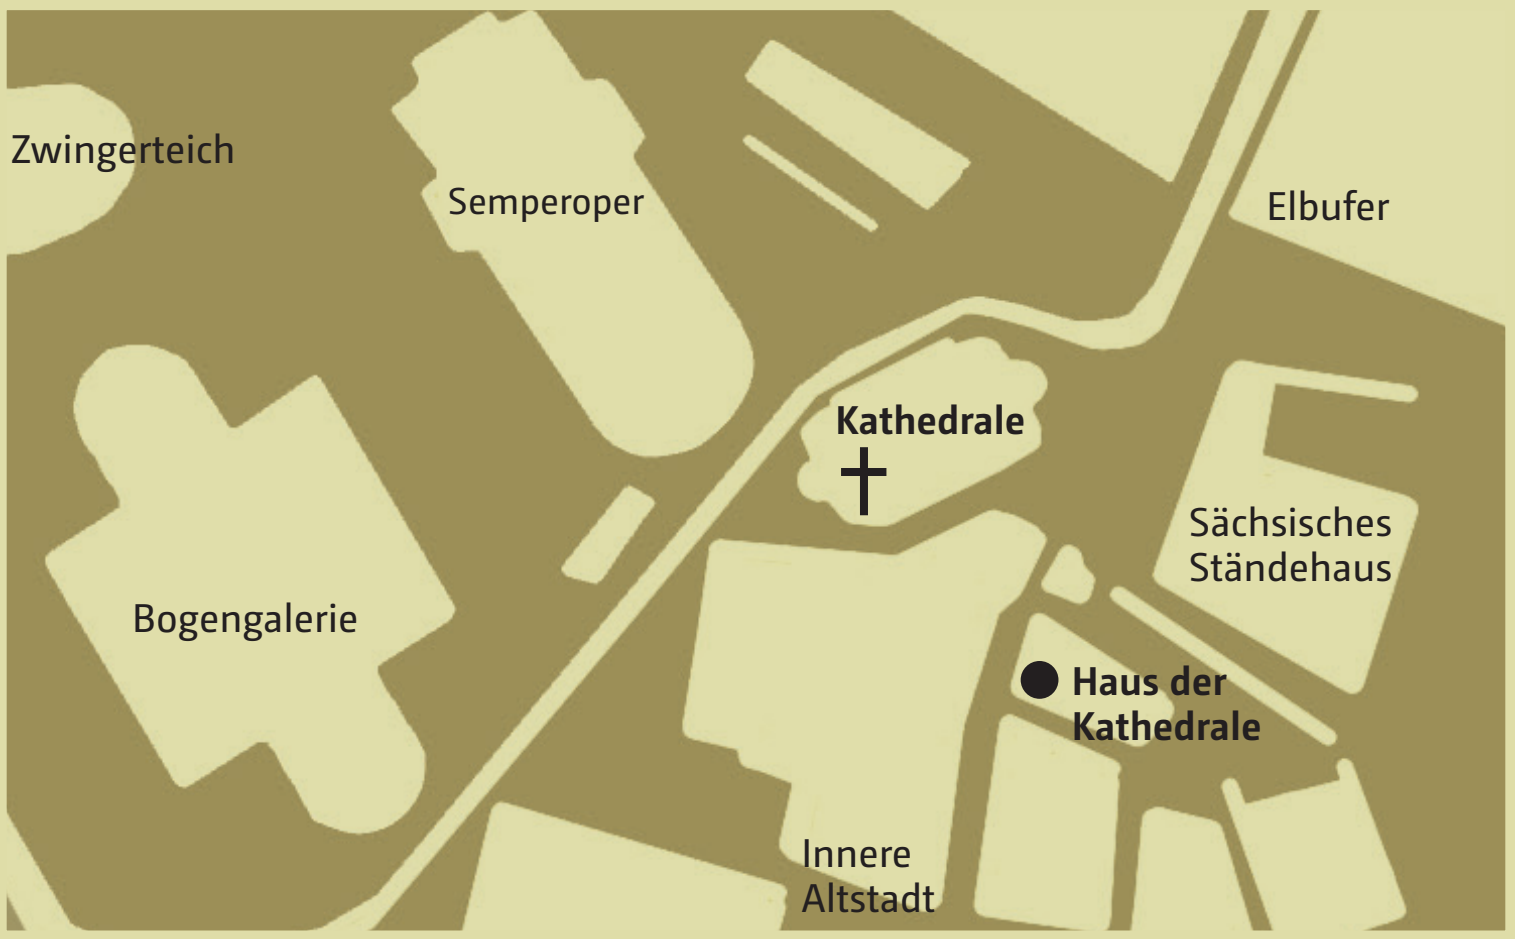 Zwingerteich
Semperoper
Elbufer
Kathedrale
Sächsisches
Ständehaus
Bogengalerie
Haus der
Kathedrale
Innere
Altstadt